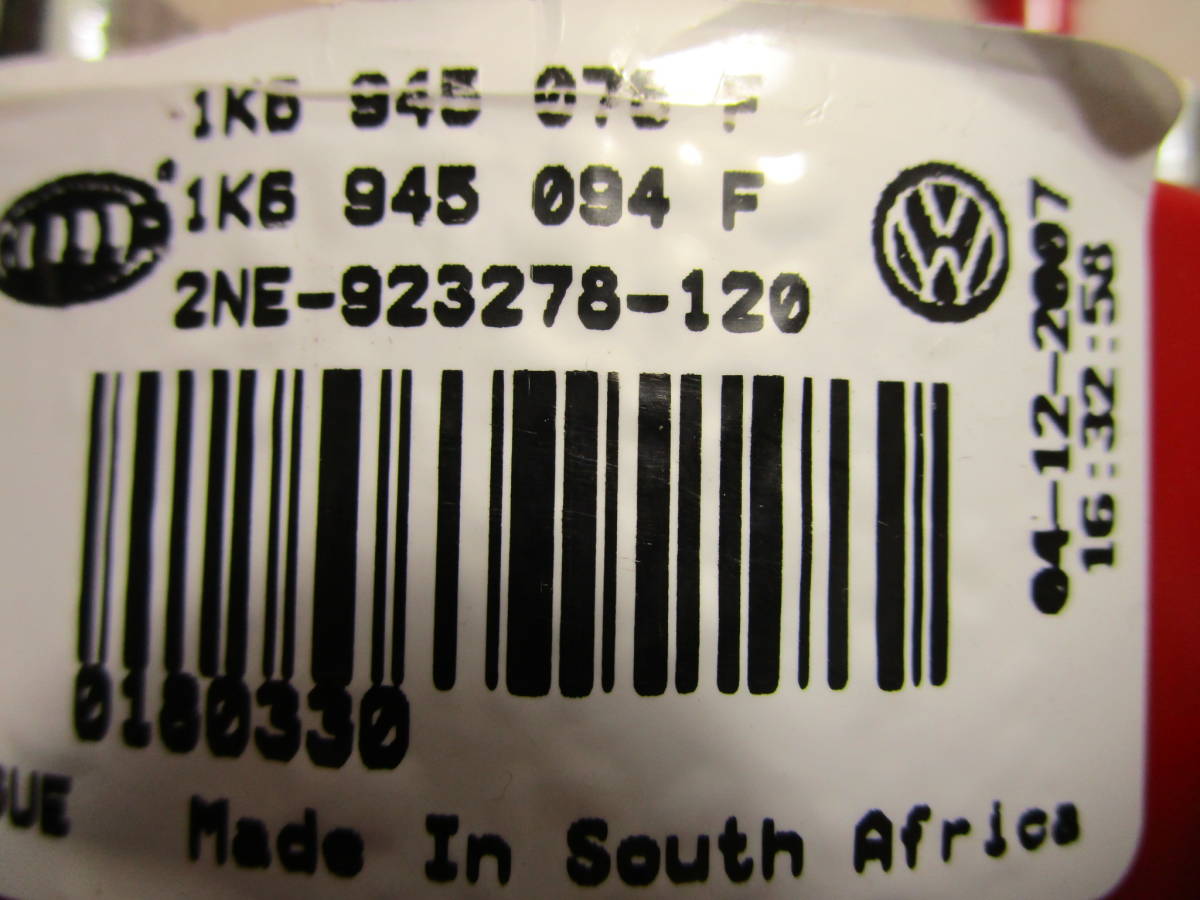 1K6 945 094 F
2NE-923278-120
0180330
Made In South Africa
04-12-2007
16:32:58